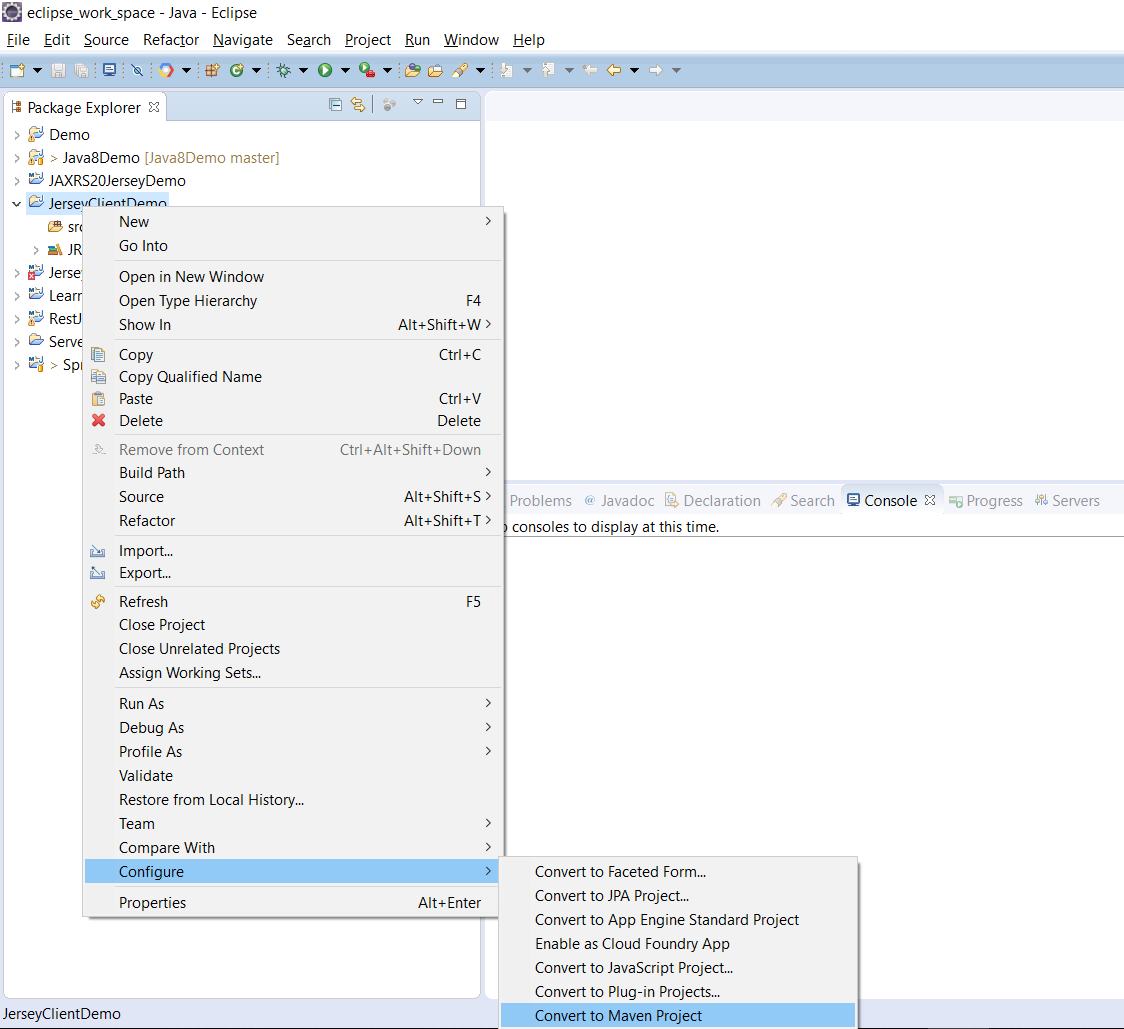 eclipse_work_space - Java - Eclipse
File Edit Source Refactor Navigate Search Project Run Window Help
Package Explorer
Demo
> Java8Demo [Java8Demo master]
JAXRS20JerseyDemo
JerseyClientDemo
src
JR
Jersey
Learn
RestJ
Serve
> Spr
New
Go Into
Open in New Window
Open Type Hierarchy F4
Show In Alt+Shift+W
Copy Ctrl+C
Copy Qualified Name
Paste Ctrl+V
Delete Delete
Remove from Context Ctrl+Alt+Shift+Down
Build Path
Source Alt+Shift+S
Refactor Alt+Shift+T
Import...
Export...
Refresh F5
Close Project
Close Unrelated Projects
Assign Working Sets...
Run As
Debug As
Profile As
Validate
Restore from Local History...
Team
Compare With
Configure
Properties Alt+Enter
Problems @ Javadoc Declaration Search Console Progress Servers
consoles to display at this time.
Convert to Faceted Form...
Convert to JPA Project...
Convert to App Engine Standard Project
Enable as Cloud Foundry App
Convert to JavaScript Project...
Convert to Plug-in Projects...
Convert to Maven Project
JerseyClientDemo